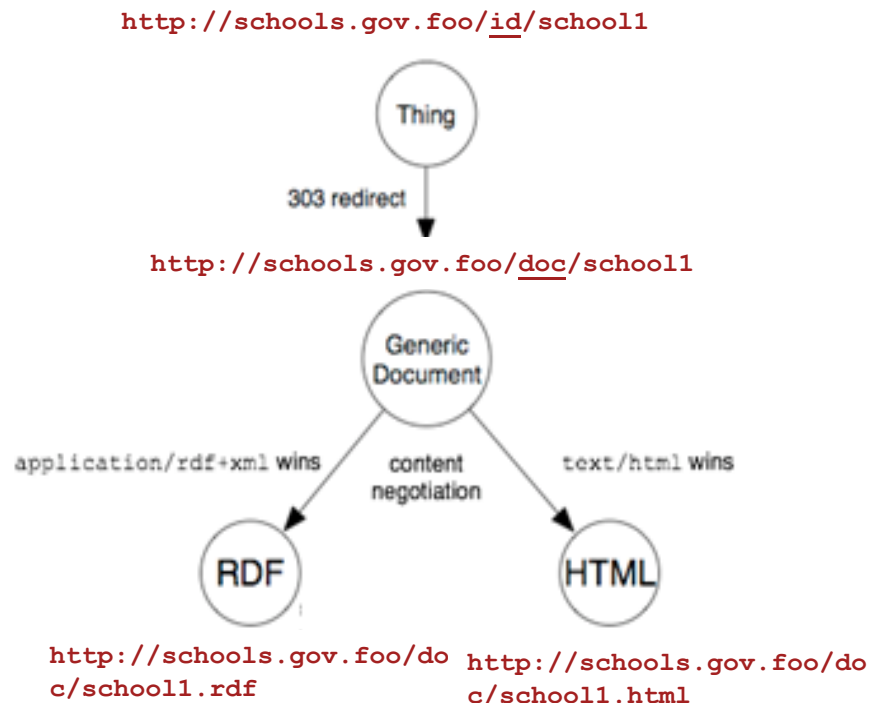 http://schools.gov.foo/id/school1
Thing
303 redirect
http://schools.gov.foo/doc/school1
Generic
Document
application/rdf+xml wins
content
negotiation
text/html wins
RDF
HTML
http://schools.gov.foo/do
c/school1.rdf
http://schools.gov.foo/do
c/school1.html